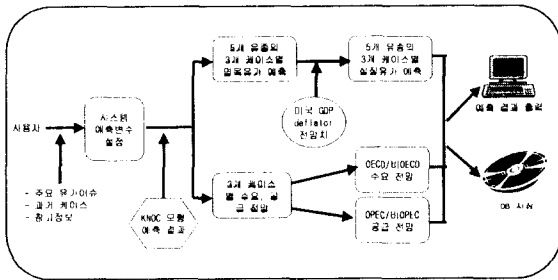 사용자
- 주요 유가이슈
- 과거 케이스
- 참고정보
시스템
예측변수
설정
KNOC 모형
예측 결과
5개 유종의
3개 케이스별
명목유가 예측
미국 GDP
deflator
전망치
5개 유종의
3개 케이스별
실질유가 예측
3개 케이스
별 수요, 공
급 전망
OECD/비OECD
수요 전망
OPEC/비OPEC
공급 전망
예측 결과 출력
DB 저장